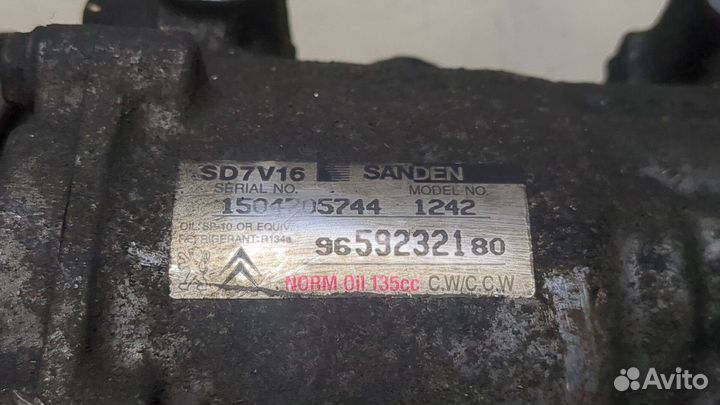 SD7V16 SANDEN
SERIAL NO. MODEL NO.
1504205744 1242
OIL:SP-10 OR EQUIV.
REFRIGERANT:R134a
9659232180
NORM Oil 135cc C.W/C.C.W
Avito